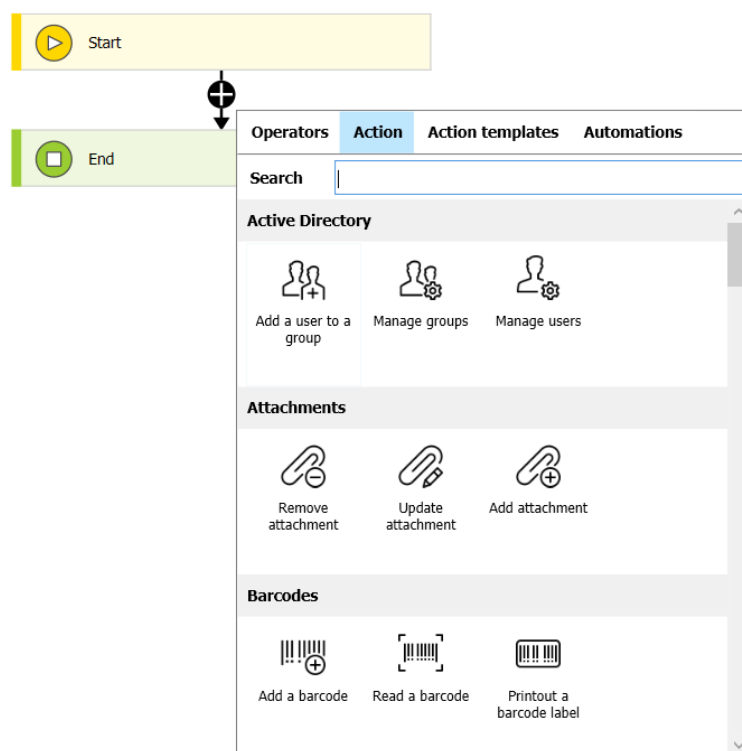 Start
End
Operators Action Action templates Automations
Search
Active Directory
Add a user to a
group
Manage groups
Manage users
Attachments
Remove
attachment
Update
attachment
Add attachment
Barcodes
Add a barcode
Read a barcode
Printout a
barcode label